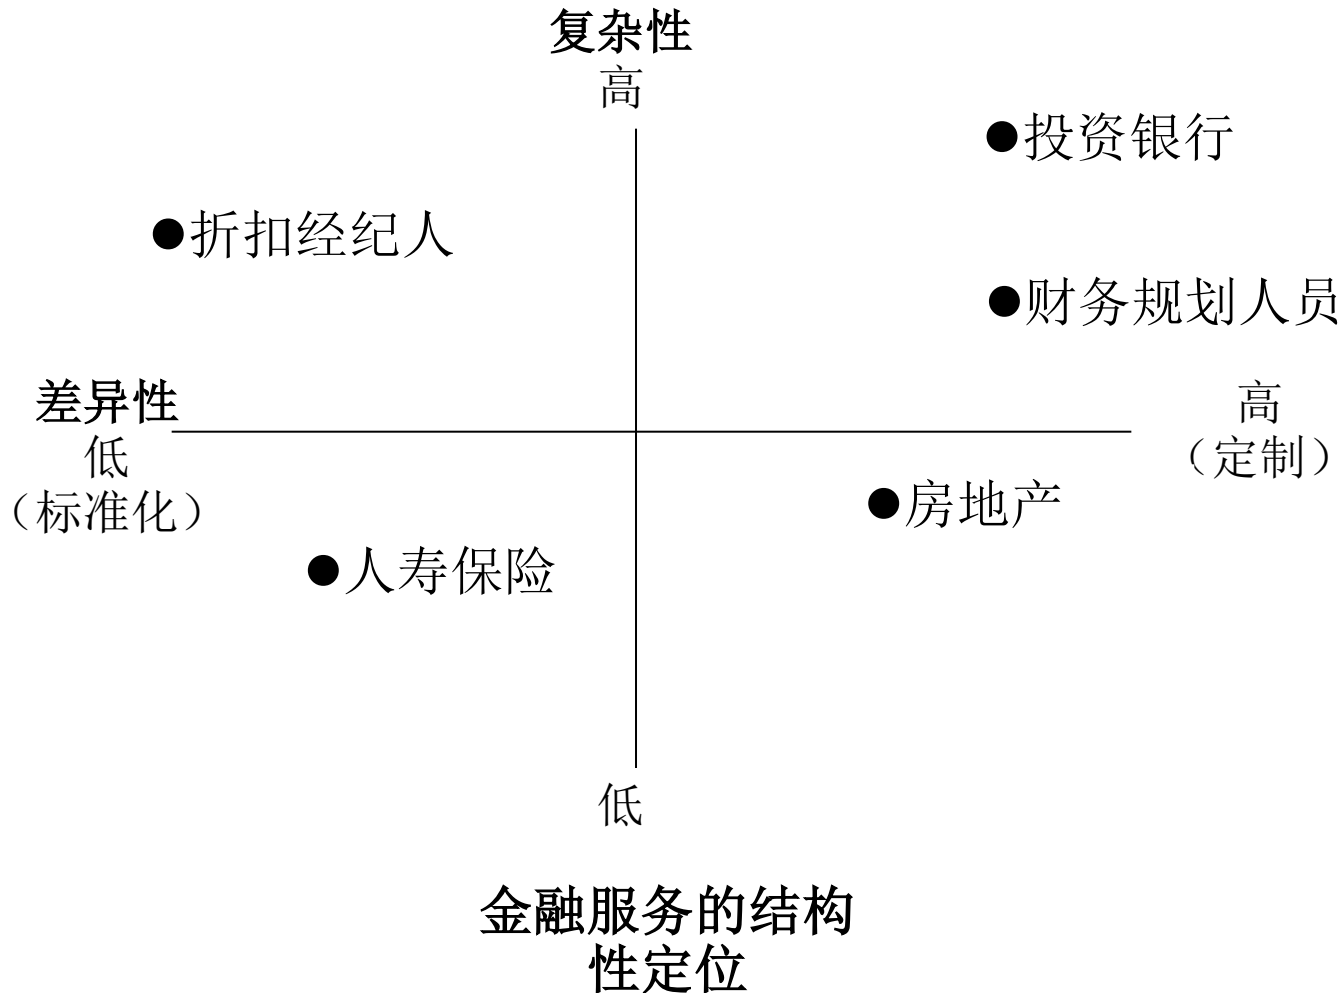 复杂性
高
●投资银行
●折扣经纪人
●财务规划人员
差异性
低
（标准化）
高
（定制）
●房地产
●人寿保险
低
金融服务的结构
性定位